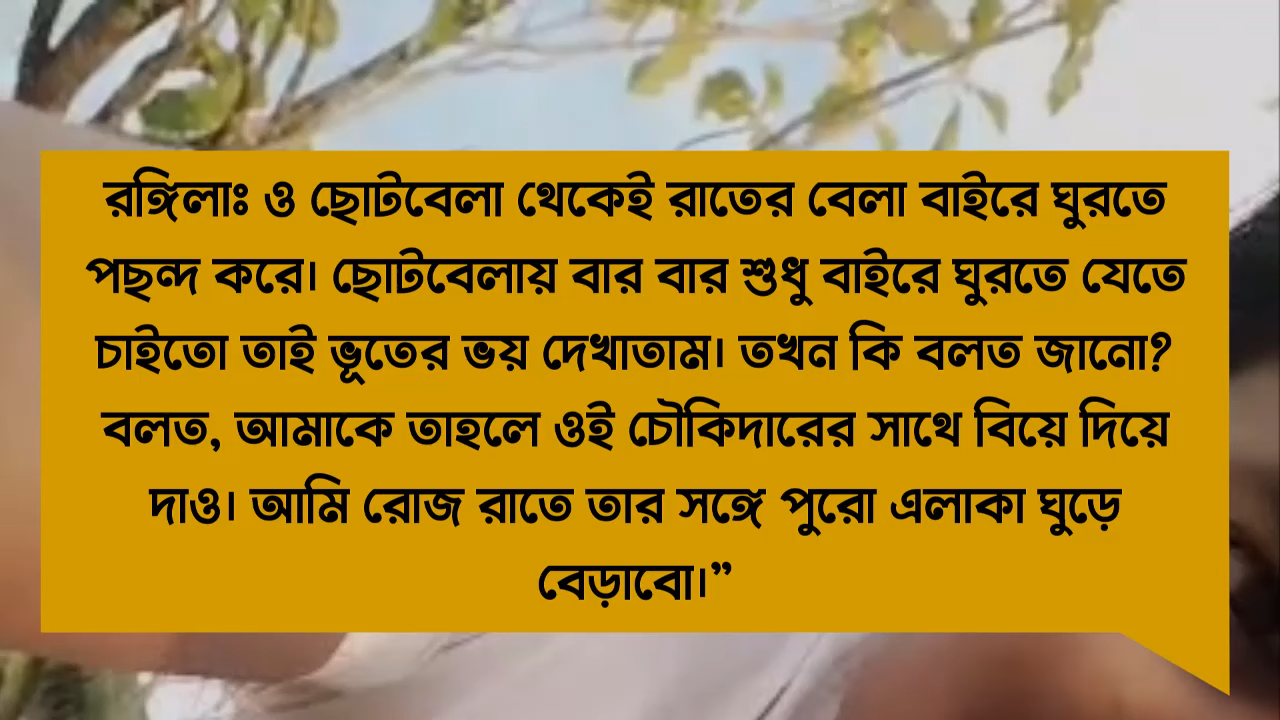 রঙ্গিলাঃ ও ছোটবেলা থেকেই রাতের বেলা বাইরে ঘুরতে
পছন্দ করে। ছোটবেলায় বার বার শুধু বাইরে ঘুরতে যেতে
চাইতো তাই ভূতের ভয় দেখাতাম। তখন কি বলত জানো?
বলত, আমাকে তাহলে ওই চৌকিদারের সাথে বিয়ে দিয়ে
দাও। আমি রোজ রাতে তার সঙ্গে পুরো এলাকা ঘুড়ে
বেড়াবো।”